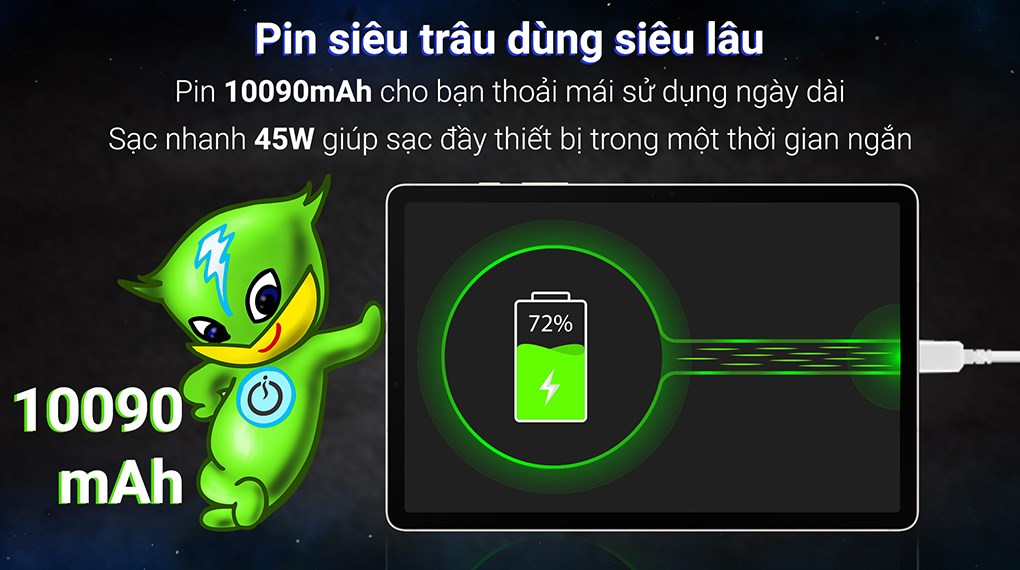 Pin siêu trâu dùng siêu lâu
Pin 10090mAh cho bạn thoải mái sử dụng ngày dài
Sạc nhanh 45W giúp sạc đầy thiết bị trong một thời gian ngắn
72%
10090
mAh